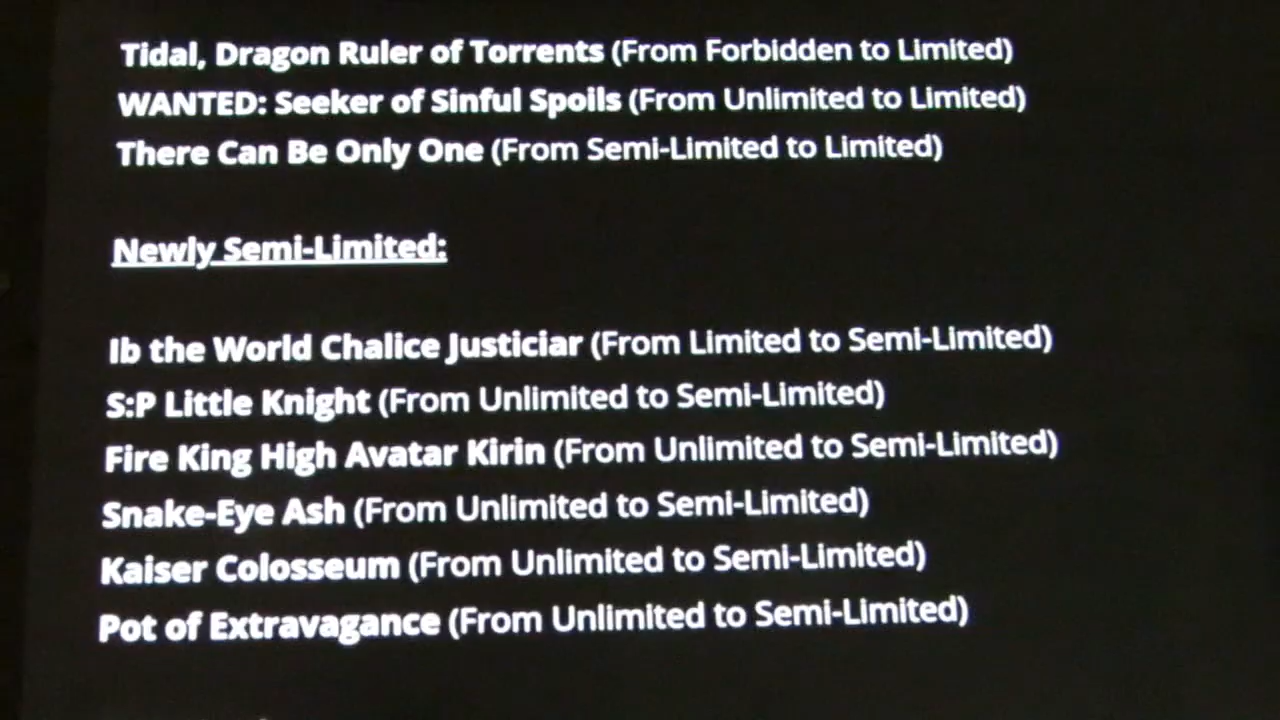 Tidal, Dragon Ruler of Torrents (From Forbidden to Limited)
WANTED: Seeker of Sinful Spoils (From Unlimited to Limited)
There Can Be Only One (From Semi-Limited to Limited)
Newly Semi-Limited:
Ib the World Chalice Justiciar (From Limited to Semi-Limited)
S:P Little Knight (From Unlimited to Semi-Limited)
Fire King High Avatar Kirin (From Unlimited to Semi-Limited)
Snake-Eye Ash (From Unlimited to Semi-Limited)
Kaiser Colosseum (From Unlimited to Semi-Limited)
Pot of Extravagance (From Unlimited to Semi-Limited)